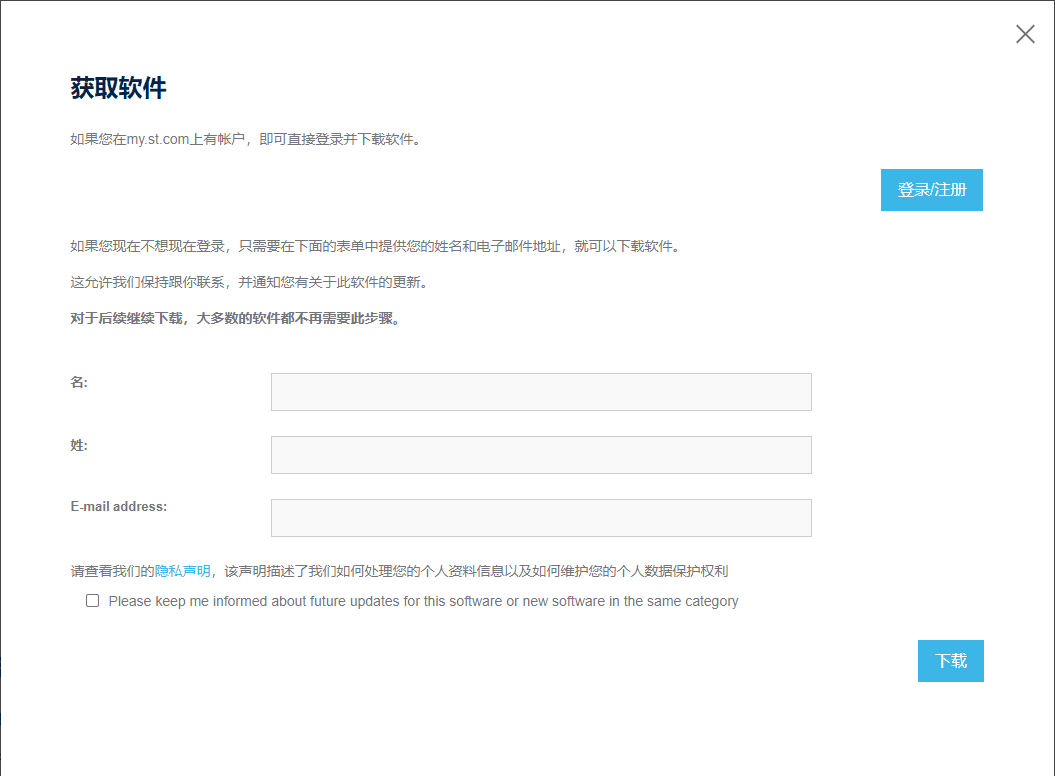 获取软件
如果您在my.st.com上有帐户，即可直接登录并下载软件。
登录/注册
如果您现在不想现在登录，只需要在下面的表单中提供您的姓名和电子邮件地址，就可以下载软件。
这允许我们保持跟你联系，并通知您有关于此软件的更新。
对于后续继续下载，大多数的软件都不再需要此步骤。
名:
姓:
E-mail address:
请查看我们的隐私声明，该声明描述了我们如何处理您的个人资料信息以及如何维护您的个人数据保护权利
Please keep me informed about future updates for this software or new software in the same category
下载